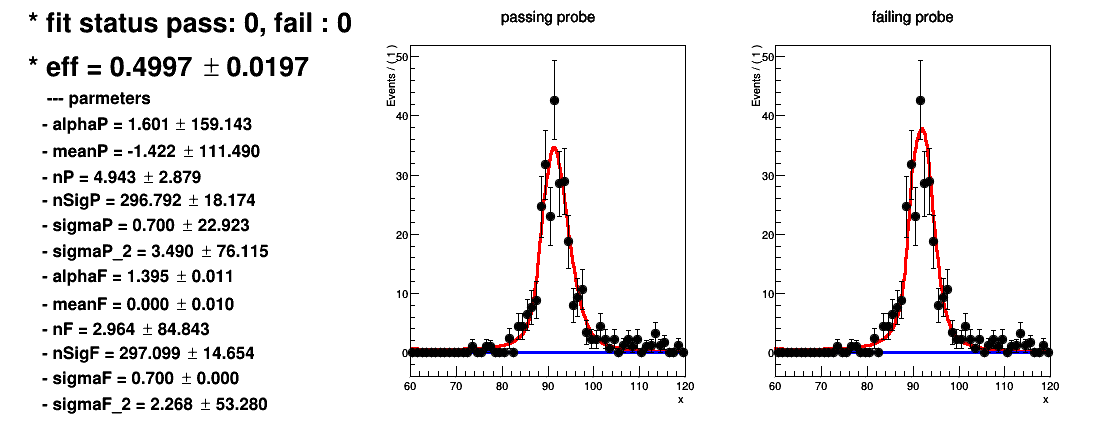 * fit status pass: 0, fail : 0
* eff = 0.4997 ± 0.0197
--- parmeters
- alphaP = 1.601 ± 159.143
- meanP = -1.422 ± 111.490
- nP = 4.943 ± 2.879
- nSigP = 296.792 ± 18.174
- sigmaP = 0.700 ± 22.923
- sigmaP_2 = 3.490 ± 76.115
- alphaF = 1.395 ± 0.011
- meanF = 0.000 ± 0.010
- nF = 2.964 ± 84.843
- nSigF = 297.099 ± 14.654
- sigmaF = 0.700 ± 0.000
- sigmaF_2 = 2.268 ± 53.280
passing probe
Events / ( 1 )
50
40
30
20
10
0
60 70 80 90 100 110 120
x
failing probe
Events / ( 1 )
50
40
30
20
10
0
60 70 80 90 100 110 120
x